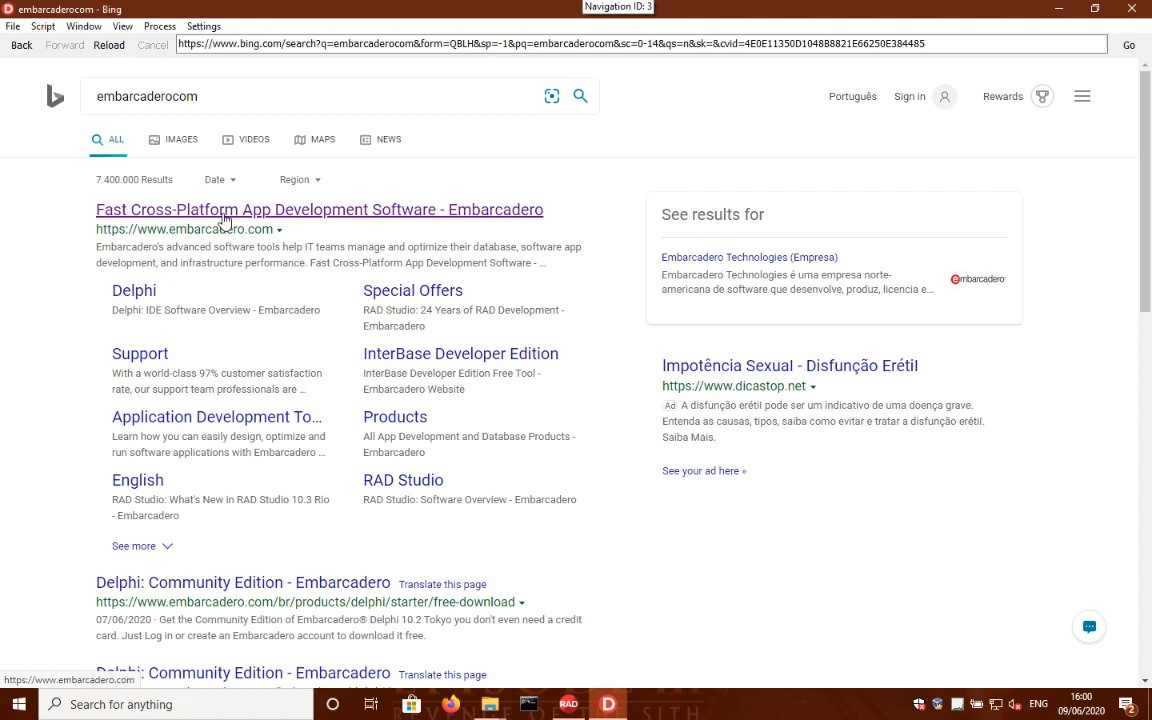 embarcaderocom - Bing
Navigation ID: 3
File Script Window View Process Settings
Back Forward Reload Cancel https://www.bing.com/search?q=embarcaderocom&form=QBLH&sp=-1&pq=embarcaderocom&sc=0-14&qs=n&sk=&cvid=4E0E11350D1048B8821E66250E384485 Go
embarcaderocom
Português Sign in Rewards
ALL IMAGES VIDEOS MAPS NEWS
7.400.000 Results Date Region
Fast Cross-Platform App Development Software - Embarcadero
https://www.embarcadero.com
Embarcadero's advanced software tools help IT teams manage and optimize their database, software app
development, and infrastructure performance. Fast Cross-Platform App Development Software - ...
Delphi
Delphi: IDE Software Overview - Embarcadero
Special Offers
RAD Studio: 24 Years of RAD Development -
Embarcadero
Support
With a world-class 97% customer satisfaction
rate, our support team professionals are ...
InterBase Developer Edition
InterBase Developer Edition Free Tool -
Embarcadero Website
Application Development To...
Learn how you can easily design, optimize and
run software applications with Embarcadero ...
Products
All App Development and Database Products -
Embarcadero
English
RAD Studio: What's New in RAD Studio 10.3 Rio
- Embarcadero
RAD Studio
RAD Studio: Software Overview - Embarcadero
See more
Delphi: Community Edition - Embarcadero Translate this page
https://www.embarcadero.com/br/products/delphi/starter/free-download
07/06/2020 · Get the Community Edition of Embarcadero® Delphi 10.2 Tokyo you don't even need a credit
card. Just Log in or create an Embarcadero account to download it free.
Delphi: Community Edition - Embarcadero Translate this page
See results for
Embarcadero Technologies (Empresa)
Embarcadero Technologies é uma empresa norte-
americana de software que desenvolve, produz, licencia e...
embarcadero
Impotência Sexual - Disfunção Erétil
https://www.dicastop.net
Ad A disfunção erétil pode ser um indicativo de uma doença grave.
Entenda as causas, tipos, saiba como evitar e tratar a disfunção erétil.
Saiba Mais.
See your ad here »
https://www.embarcadero.com
Type here to search
RAD
REVENGE OF THE SITH
ENG
16:00
09/06/2020
2